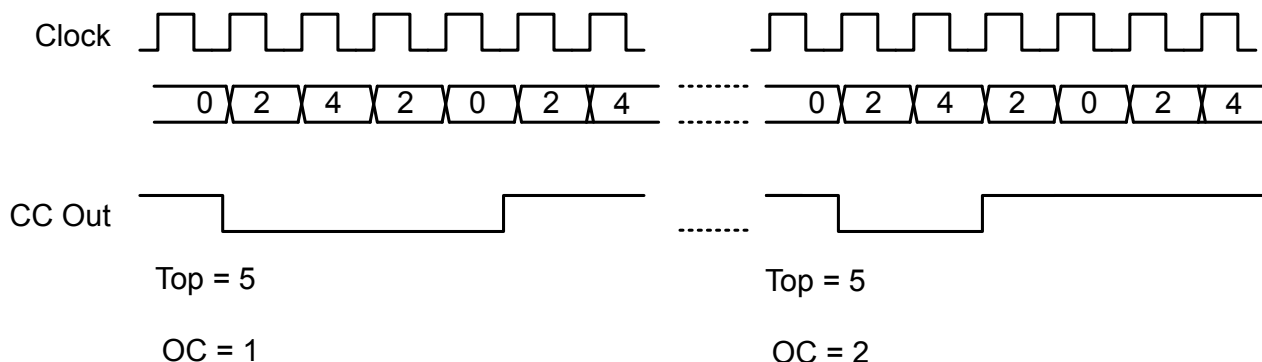 Clock
0 2 4 2 0 2 4 0 2 4 2 0 2 4
CC Out
Top = 5 Top = 5
OC = 1 OC = 2